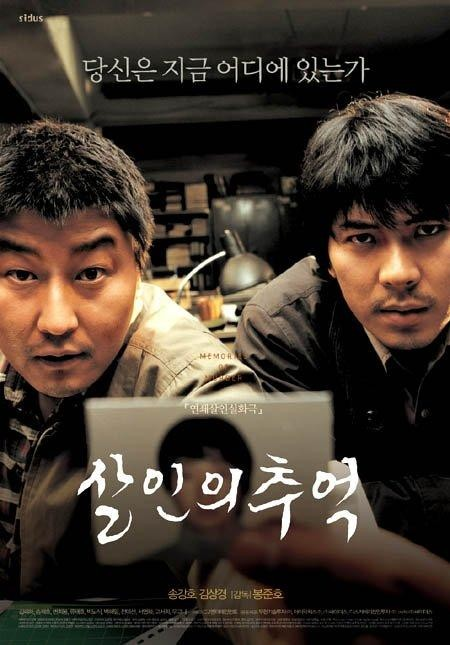 sidus
당신은 지금 어디에 있는가
MEMORIES
OF
MURDER
『연쇄살인실화극』
살인의 추억
송강호 김상경 (감독) 봉준호